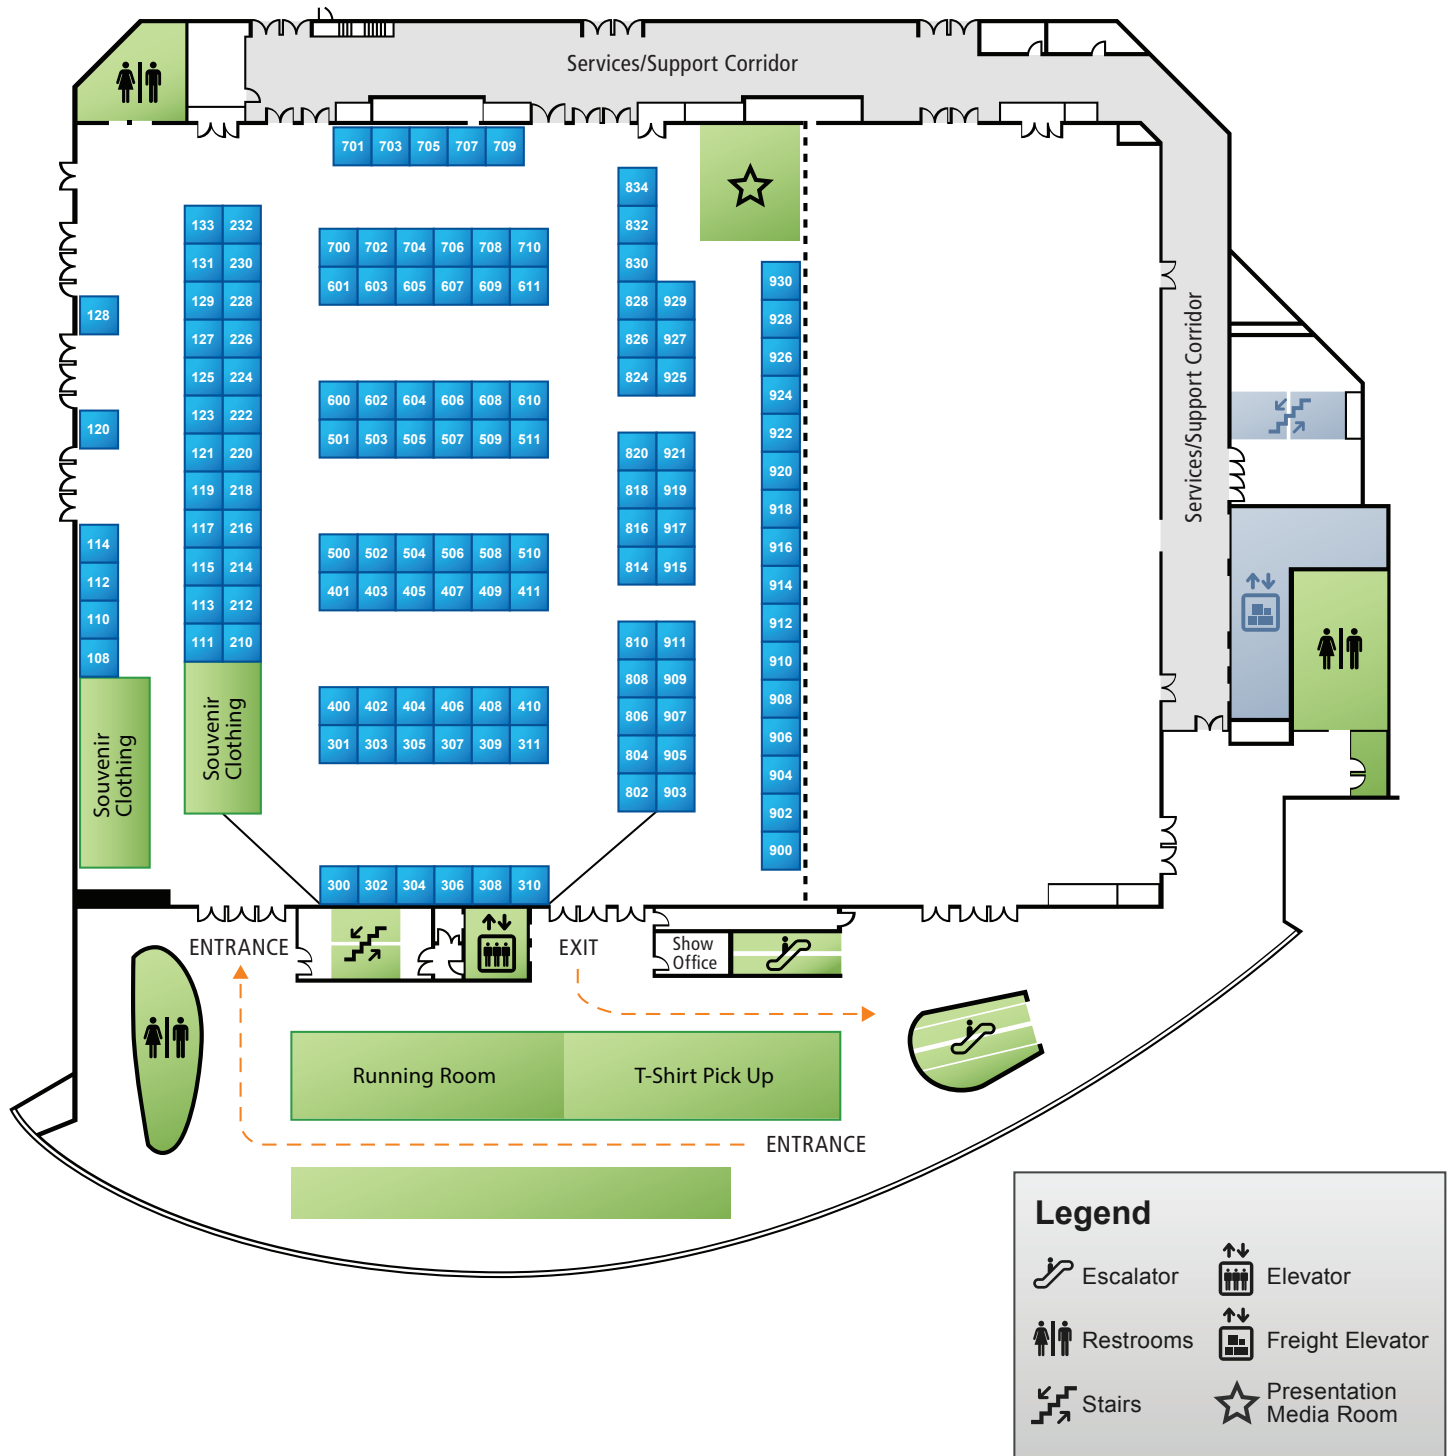 Services/Support Corridor
701 703 705 707 709
834
832
830
828 929
826 927
824 925
133 232
131 230
129 228
127 226
125 224
123 222
121 220
119 218
117 216
115 214
113 212
111 210
700 702 704 706 708 710
601 603 605 607 609 611
128
120
600 602 604 606 608 610
501 503 505 507 509 511
820 921
818 919
816 917
814 915
930
928
926
924
922
920
918
916
914
912
910
908
906
904
902
900
Services/Support Corridor
114
112
110
108
500 502 504 506 508 510
401 403 405 407 409 411
810 911
808 909
806 907
804 905
802 903
400 402 404 406 408 410
301 303 305 307 309 311
Souvenir
Clothing
Souvenir
Clothing
300 302 304 306 308 310
ENTRANCE
EXIT
Show
Office
Running Room
T-Shirt Pick Up
ENTRANCE
Legend
Escalator
Elevator
Restrooms
Freight Elevator
Stairs
Presentation
Media Room